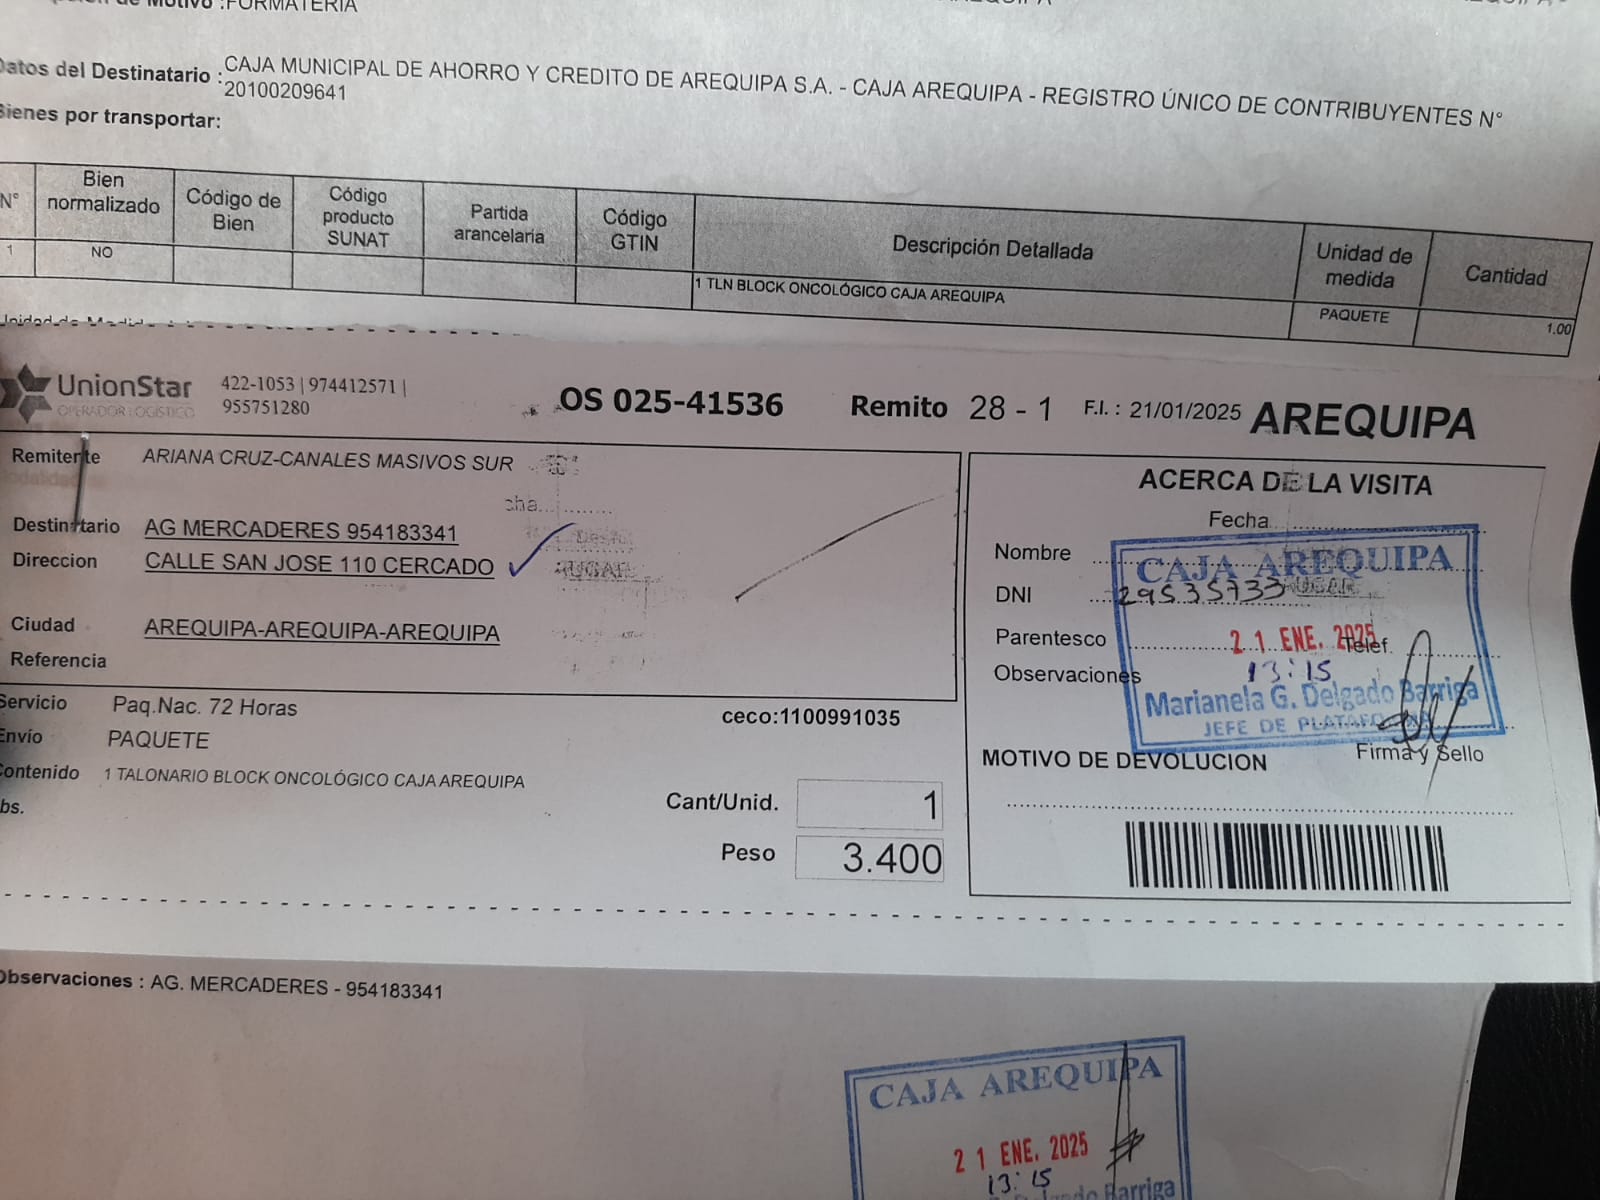 de Motivo :FORMATERIA
Datos del Destinatario : CAJA MUNICIPAL DE AHORRO Y CREDITO DE AREQUIPA S.A. - CAJA AREQUIPA - REGISTRO ÚNICO DE CONTRIBUYENTES N°
20100209641
Bienes por transportar:
N° Bien normalizado Código de Bien Código producto SUNAT Partida arancelaria Código GTIN Descripción Detallada Unidad de medida Cantidad
1 NO 1 TLN BLOCK ONCOLÓGICO CAJA AREQUIPA PAQUETE 1.00
UnionStar 422-1053 | 974412571 |
OPERADOR LOGISTICO 955751280
OS 025-41536 Remito 28 - 1 F.I. : 21/01/2025 AREQUIPA
Remitente ARIANA CRUZ-CANALES MASIVOS SUR
Destinatario AG MERCADERES 954183341
Direccion CALLE SAN JOSE 110 CERCADO
Ciudad AREQUIPA-AREQUIPA-AREQUIPA
Referencia
Servicio Paq.Nac. 72 Horas
ceco:1100991035
Envío PAQUETE
Contenido 1 TALONARIO BLOCK ONCOLÓGICO CAJA AREQUIPA
Obs.
Cant/Unid. 1
Peso 3.400
ACERCA DE LA VISITA
Fecha
Nombre CAJA AREQUIPA
DNI 29535733
Parentesco 21 ENE. 2025 Telef.
Observaciones 13:15
Marianela G. Delgado Barriga
JEFE DE PLATAFORMA
Firma y Sello
MOTIVO DE DEVOLUCION
Observaciones : AG. MERCADERES - 954183341
CAJA AREQUIPA
21 ENE. 2025
13:15
Delgado Barriga